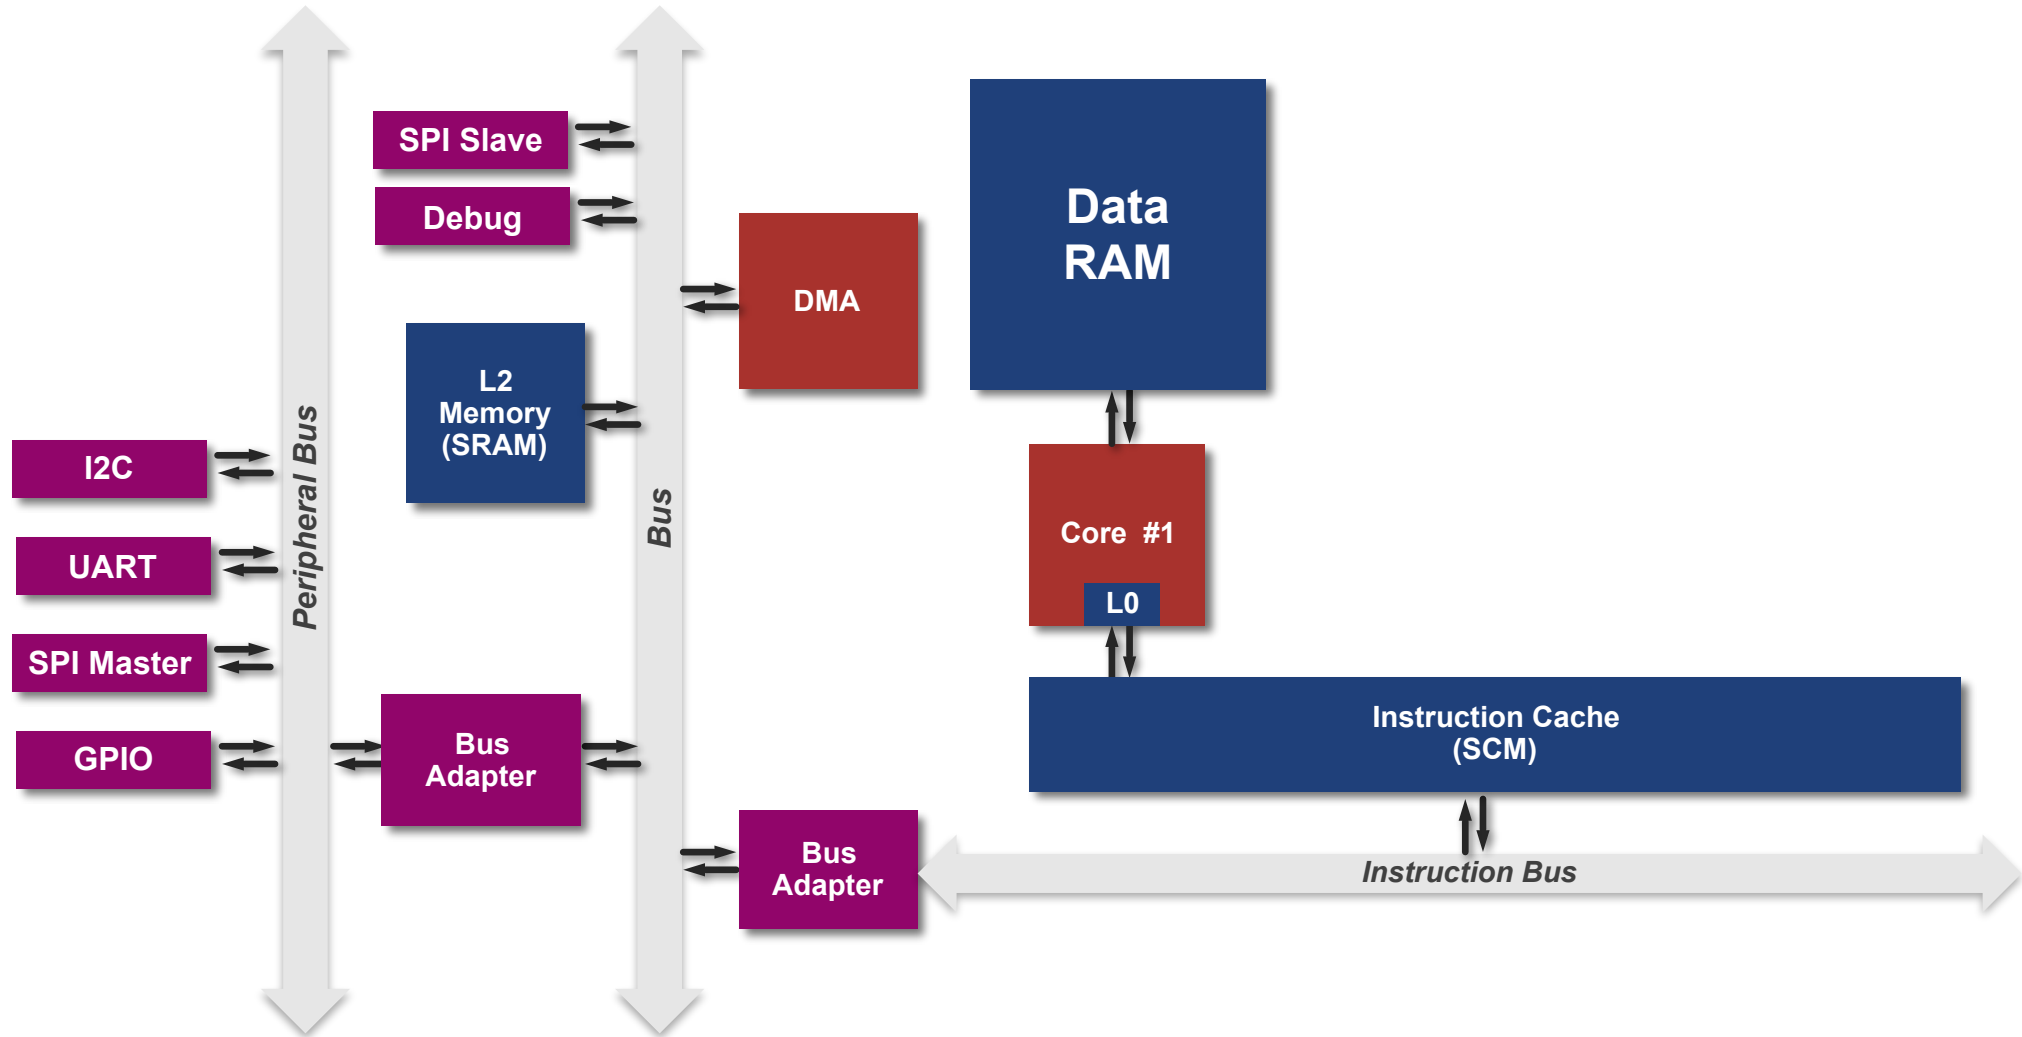 SPI Slave
Debug
DMA
Data
RAM
L2
Memory
(SRAM)
I2C
UART
SPI Master
GPIO
Peripheral Bus
Bus
Core #1
L0
Bus
Adapter
Instruction Cache
(SCM)
Bus
Adapter
Instruction Bus